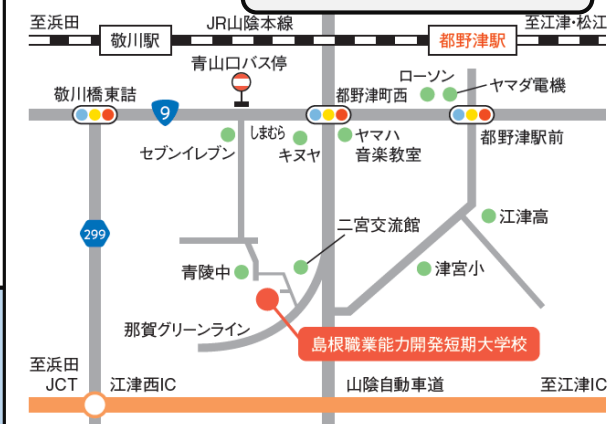 至浜田
JR山陰本線
至江津・松江
敬川駅
都野津駅
青山口バス停
ローソン
ヤマダ電機
敬川橋東詰
9
都野津町西
しまむら
ヤマハ
音楽教室
都野津駅前
セブンイレブン
キヌヤ
299
二宮交流館
江津高
青陵中
津宮小
那賀グリーンライン
島根職業能力開発短期大学校
至浜田
JCT
江津西IC
山陰自動車道
至江津IC